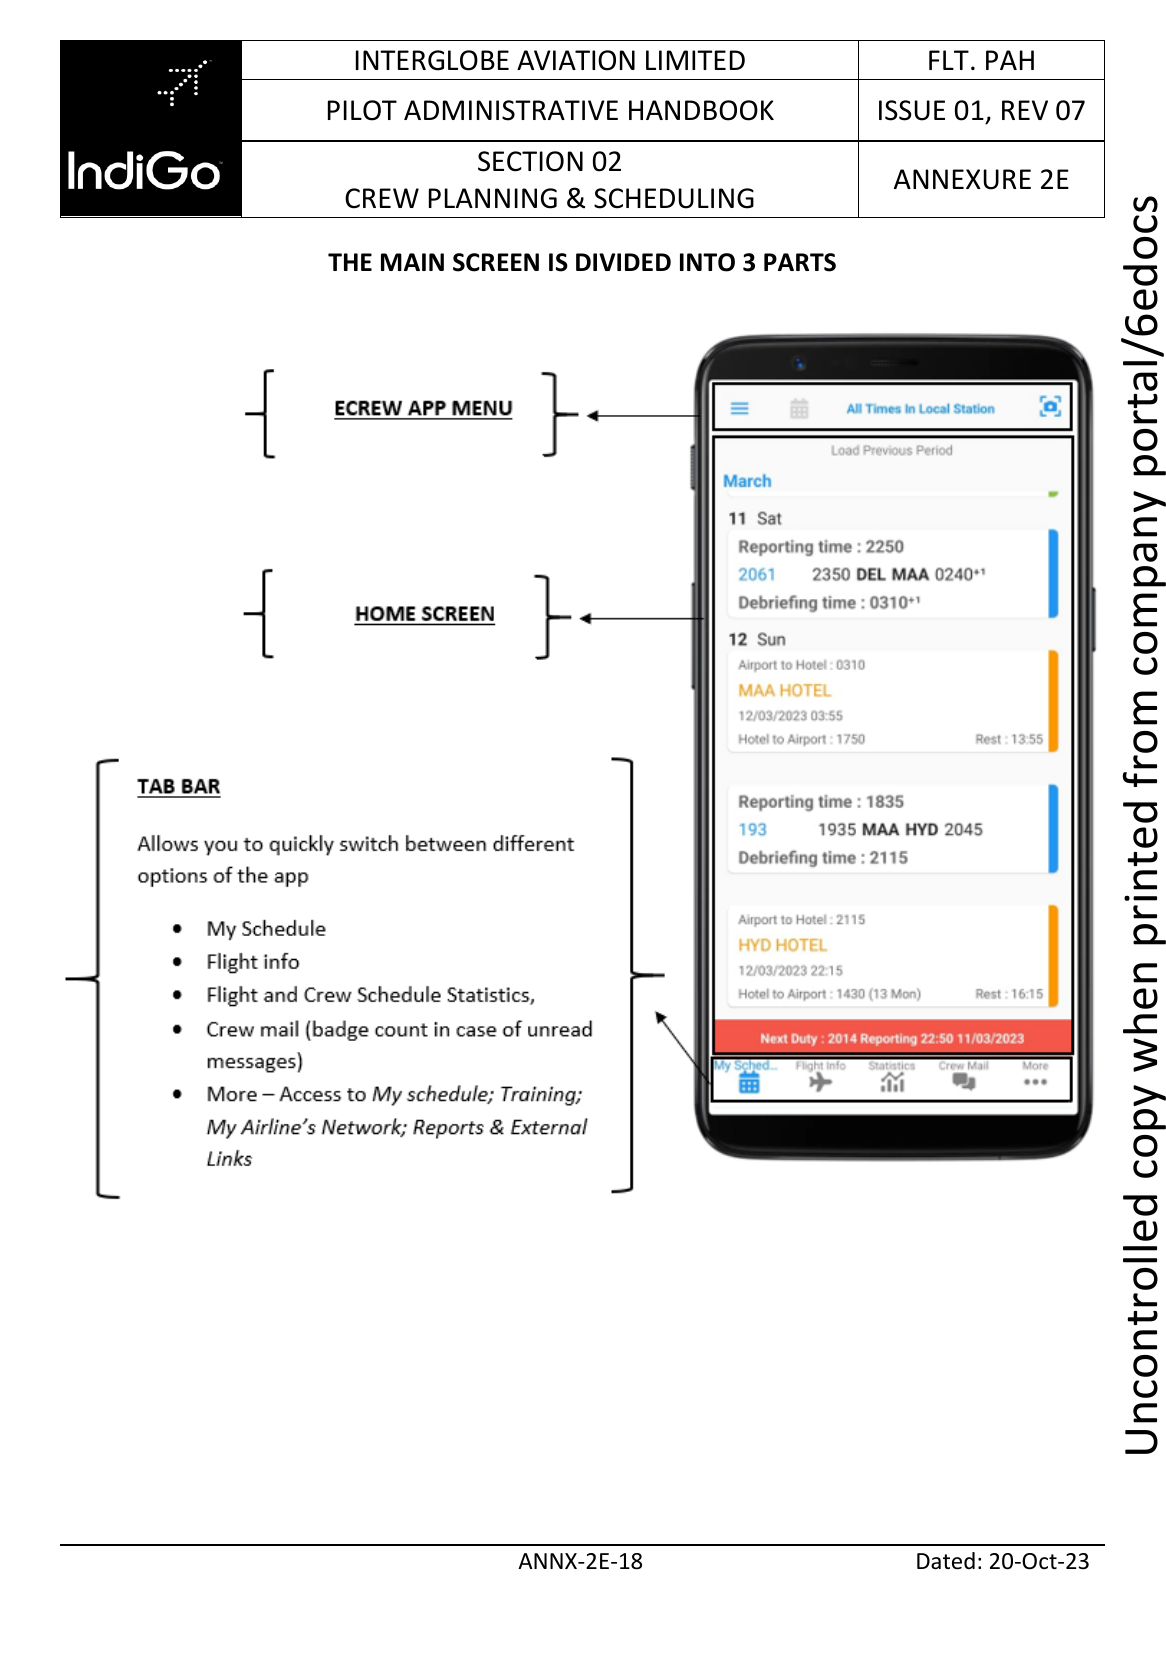 IndiGo
INTERGLOBE AVIATION LIMITED
FLT. PAH
PILOT ADMINISTRATIVE HANDBOOK
ISSUE 01, REV 07
SECTION 02
CREW PLANNING & SCHEDULING
ANNEXURE 2E
THE MAIN SCREEN IS DIVIDED INTO 3 PARTS
ECREW APP MENU
HOME SCREEN
TAB BAR
Allows you to quickly switch between different
options of the app
• My Schedule
• Flight info
• Flight and Crew Schedule Statistics,
• Crew mail (badge count in case of unread
messages)
• More – Access to My schedule; Training;
My Airline's Network; Reports & External
Links
All Times In Local Station
Load Previous Period
March
11 Sat
Reporting time : 2250
2061 2350 DEL MAA 0240+1
Debriefing time : 0310+1
12 Sun
Airport to Hotel : 0310
MAA HOTEL
12/03/2023 03:55
Hotel to Airport : 1750 Rest : 13:55
Reporting time : 1835
193 1935 MAA HYD 2045
Debriefing time : 2115
Airport to Hotel : 2115
HYD HOTEL
12/03/2023 22:15
Hotel to Airport : 1430 (13 Mon) Rest : 16:15
Next Duty : 2014 Reporting 22:50 11/03/2023
My Sched... Flight Info Statistics Crew Mail More
Uncontrolled copy when printed from company portal/6edocs
ANNX-2E-18
Dated: 20-Oct-23